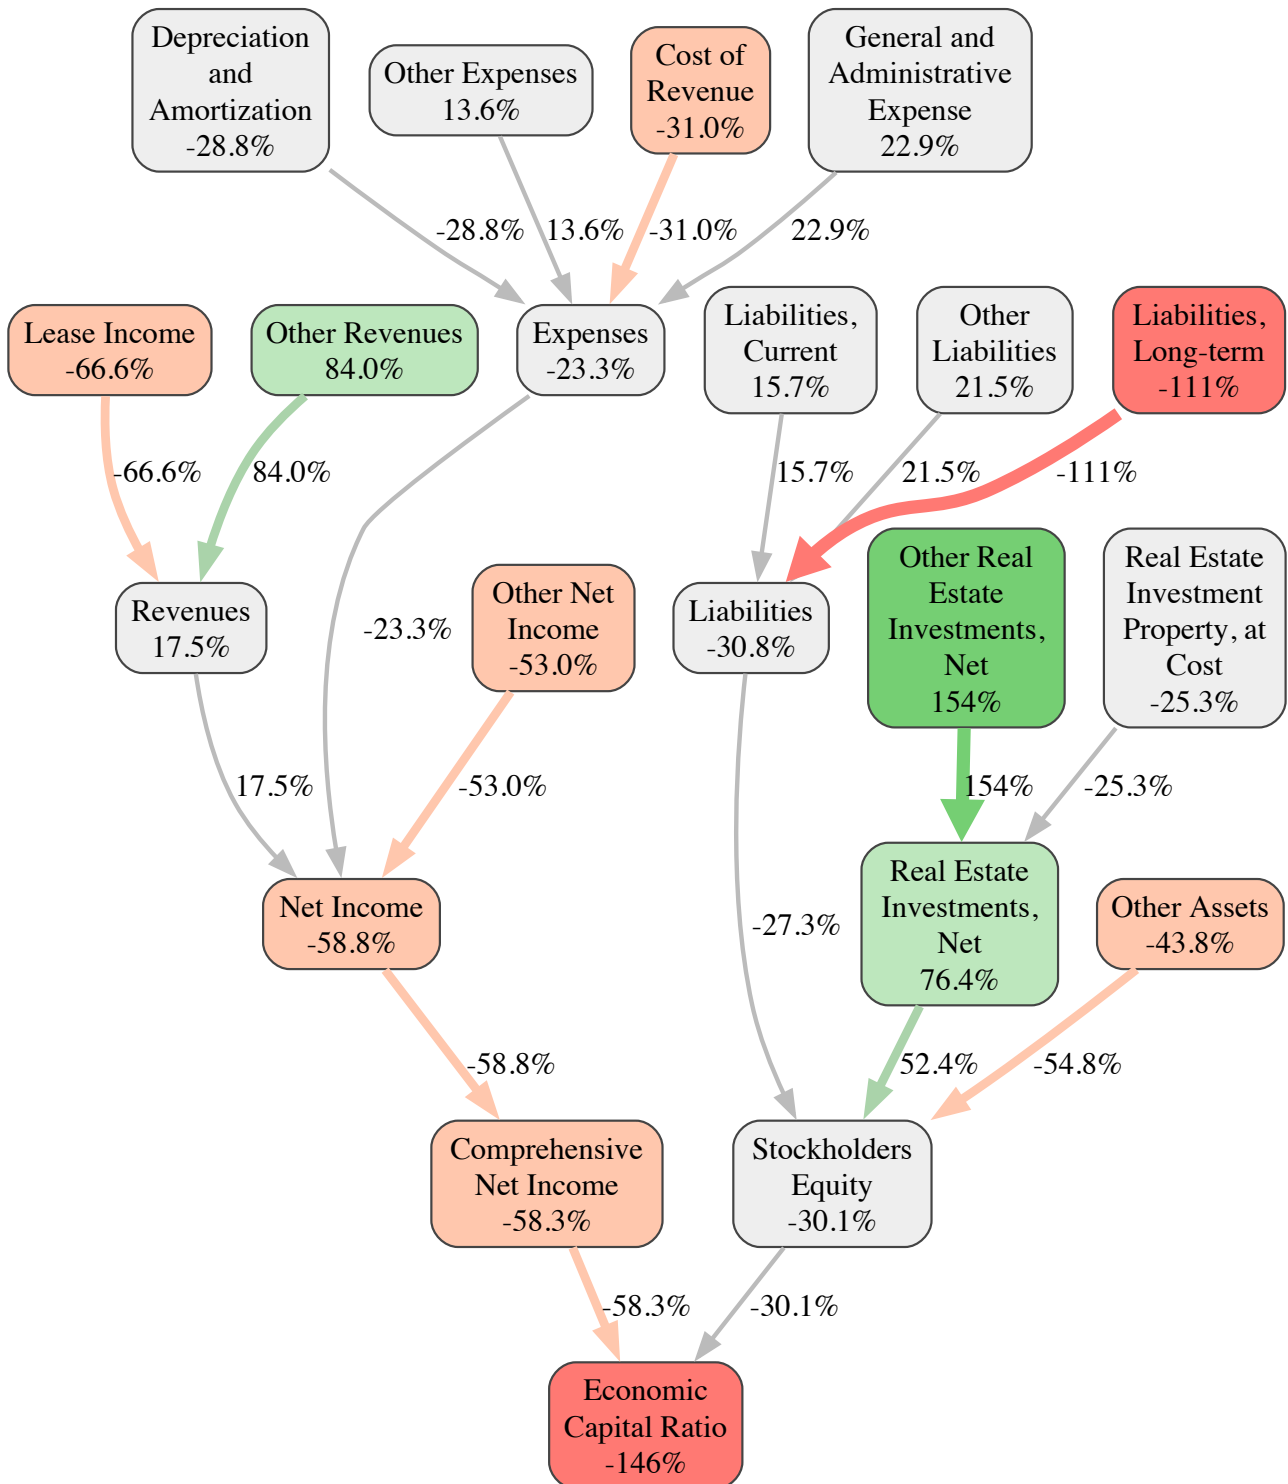 Depreciation
and
Amortization
-28.8%
Other Expenses
13.6%
Cost of
Revenue
-31.0%
General and
Administrative
Expense
22.9%
-28.8%
13.6%
-31.0%
22.9%
Lease Income
-66.6%
Other Revenues
84.0%
Expenses
-23.3%
Liabilities,
Current
15.7%
Other
Liabilities
21.5%
Liabilities,
Long-term
-111%
-66.6%
84.0%
15.7%
21.5%
-111%
Revenues
17.5%
-23.3%
Other Net
Income
-53.0%
Liabilities
-30.8%
Other Real
Estate
Investments,
Net
154%
Real Estate
Investment
Property, at
Cost
-25.3%
17.5%
-53.0%
154%
-25.3%
Net Income
-58.8%
-27.3%
Real Estate
Investments,
Net
76.4%
Other Assets
-43.8%
-58.8%
52.4%
-54.8%
Comprehensive
Net Income
-58.3%
Stockholders
Equity
-30.1%
-58.3%
-30.1%
Economic
Capital Ratio
-146%